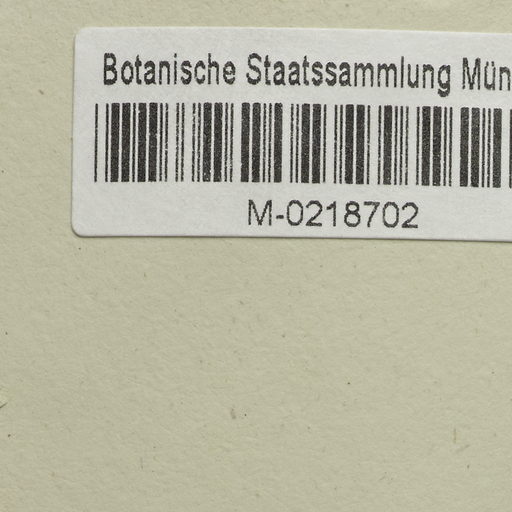 Botanische Staatssammlung Mün
M-0218702